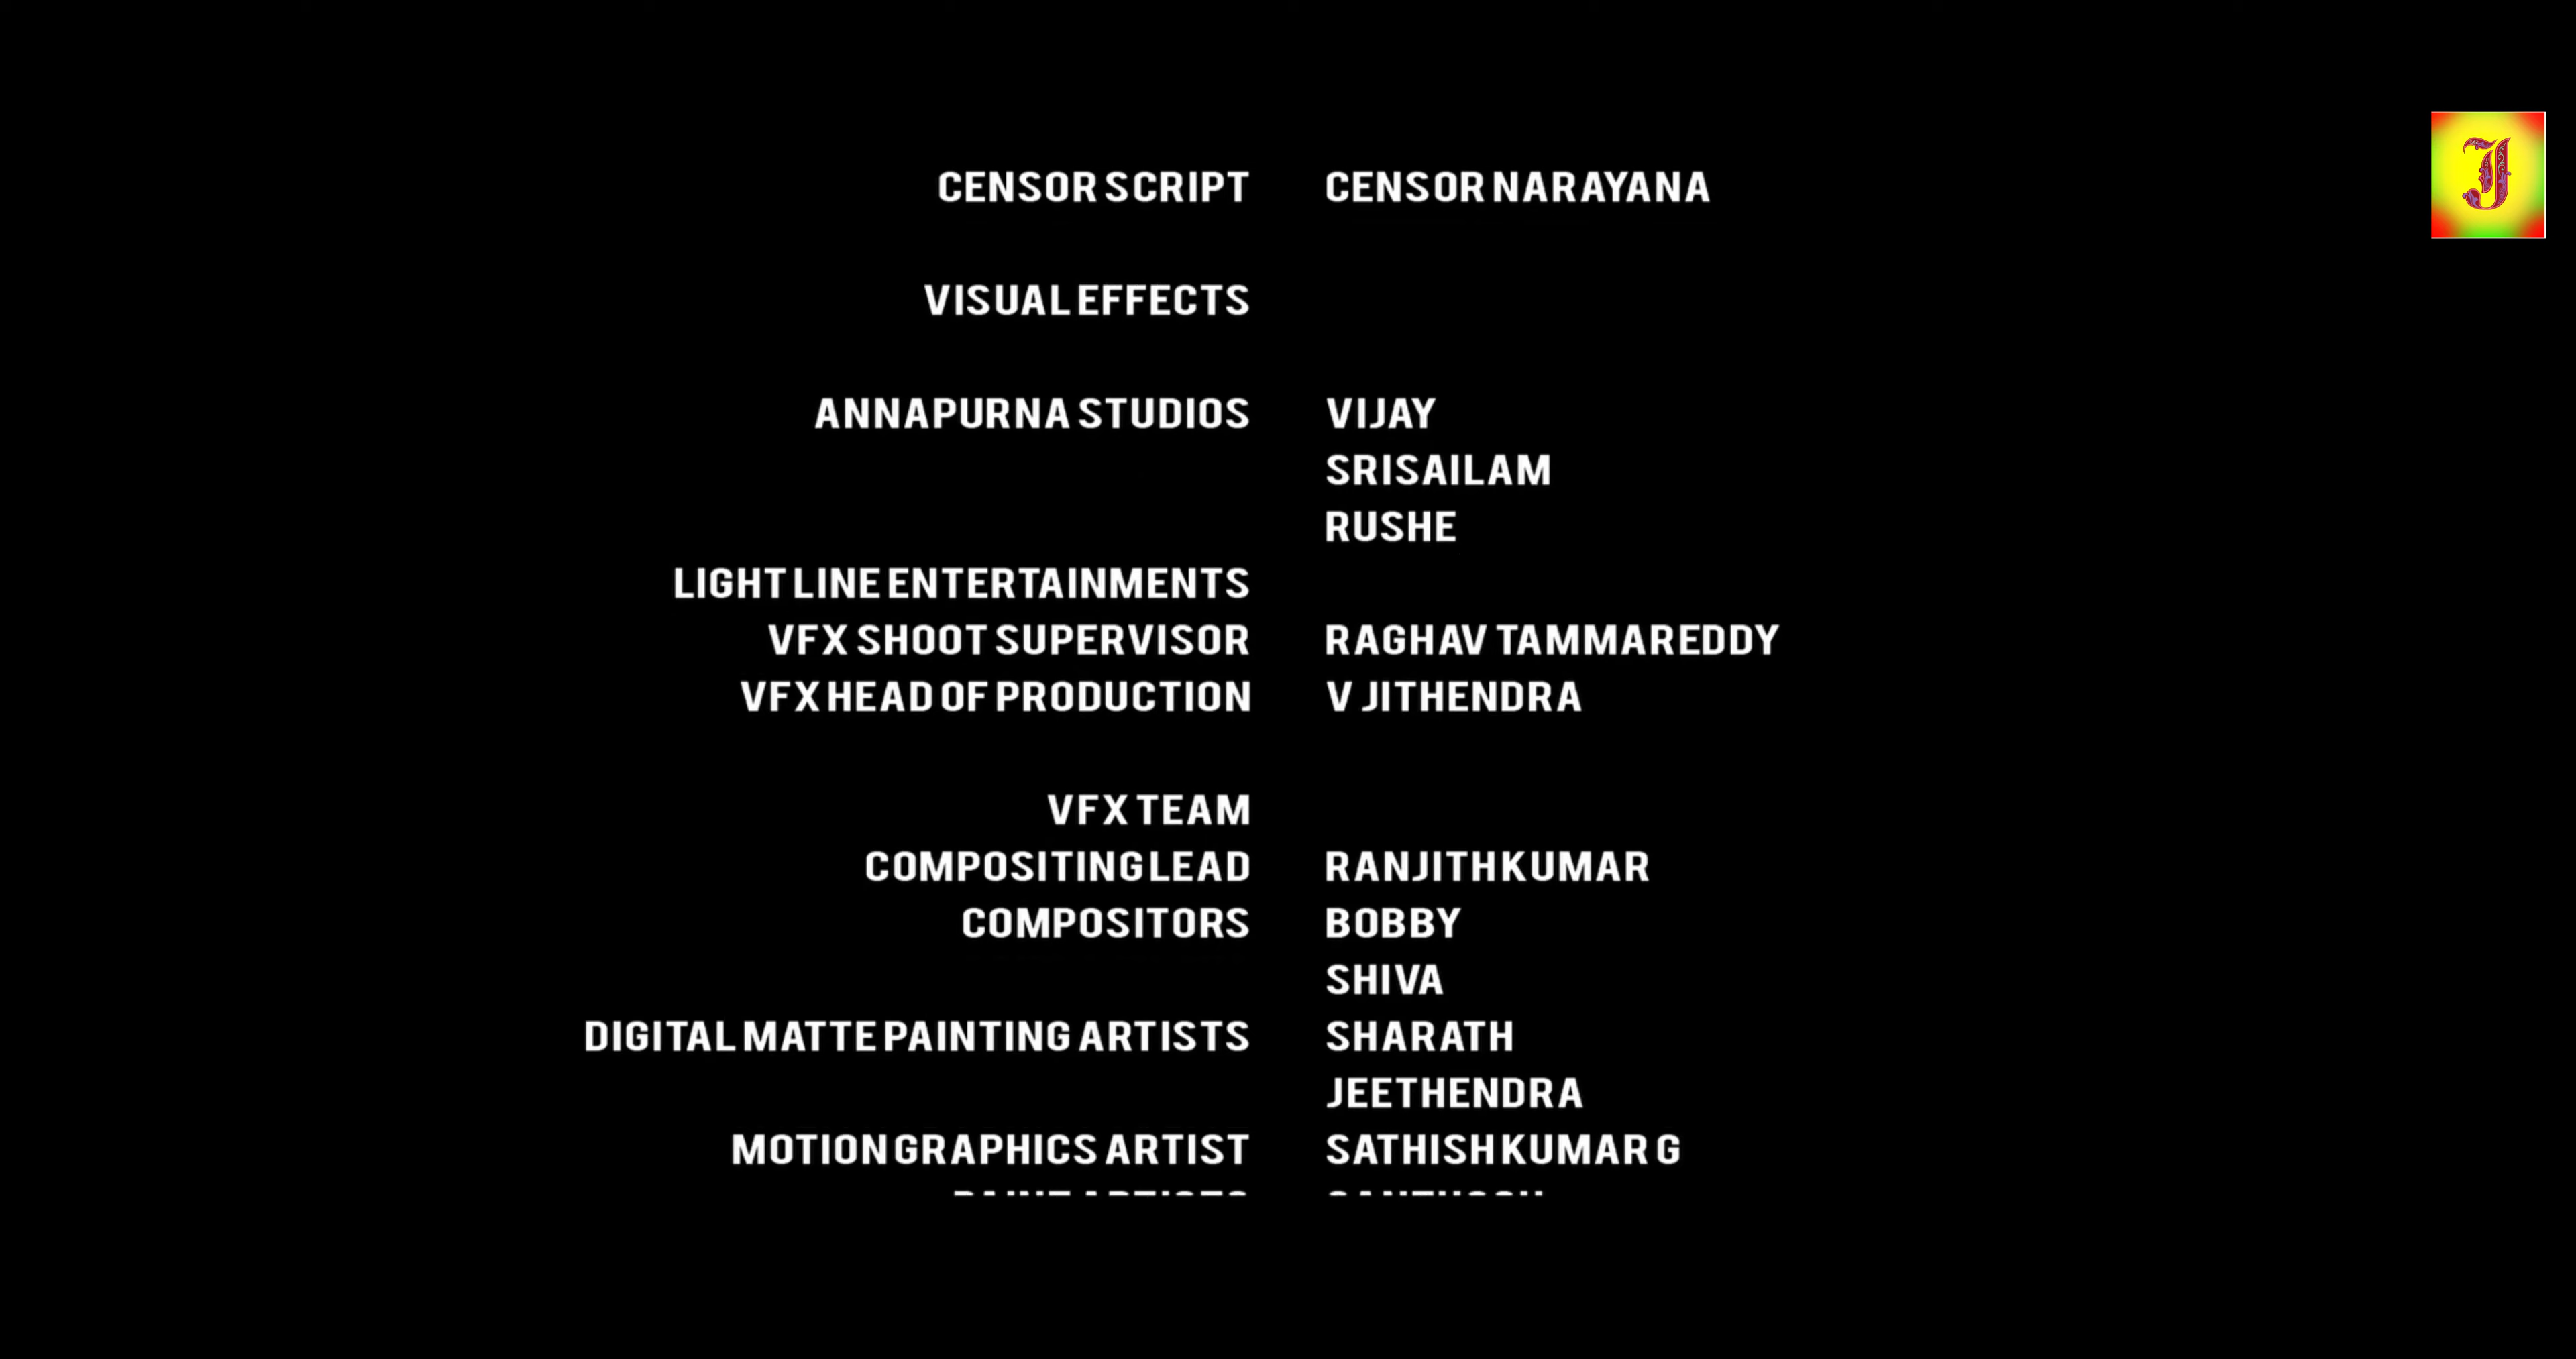 CENSOR SCRIPT CENSOR NARAYANA
VISUAL EFFECTS
ANNAPURNA STUDIOS VIJAY
SRISAILAM
RUSHE
LIGHT LINE ENTERTAINMENTS
VFX SHOOT SUPERVISOR RAGHAV TAMMAREDDY
VFX HEAD OF PRODUCTION V JITHENDRA
VFX TEAM
COMPOSITING LEAD RANJITH KUMAR
COMPOSITORS BOBBY
SHIVA
DIGITAL MATTE PAINTING ARTISTS SHARATH
JEETHENDRA
MOTION GRAPHICS ARTIST SATHISH KUMAR G
J